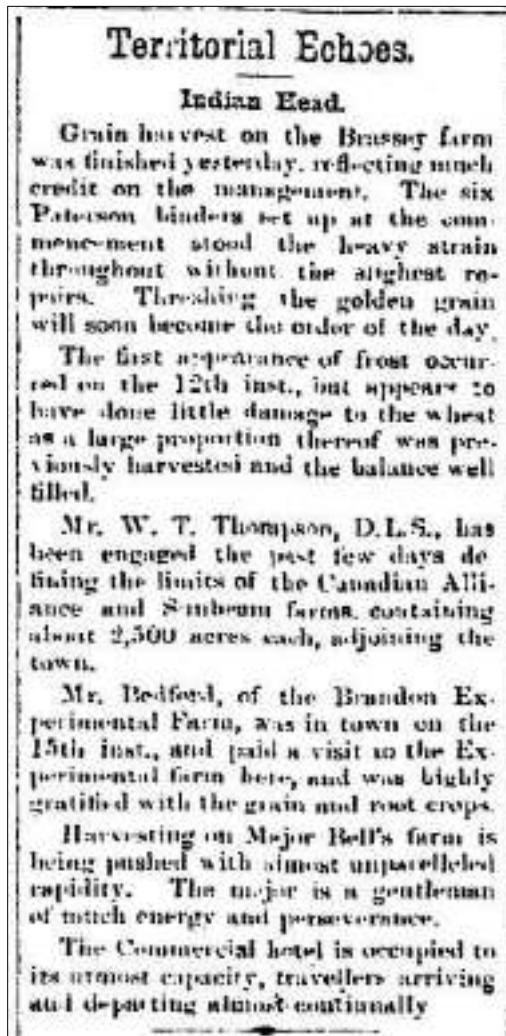 Territorial Echoes.
Indian Head.
Grain harvest on the Brassey farm
was finished yesterday, reflecting much
credit on the management. The six
Paterson binders set up at the com-
mencement stood the heavy strain
throughout without the slighest re-
pairs. Threshing the golden grain
will soon become the order of the day.
The first appearance of frost occur-
red on the 12th inst., but appears to
have done little damage to the wheat
as a large proportion thereof was pre-
viously harvested and the balance well
filled.
Mr. W. T. Thompson, D.L.S., has
been engaged the past few days de
fining the limits of the Canadian Alli-
ance and Sunbeam farms, containing
about 2,500 acres each, adjoining the
town.
Mr. Bedford, of the Brandon Ex-
perimental Farm, was in town on the
15th inst., and paid a visit to the Ex-
perimental farm here, and was highly
gratified with the grain and root crops.
Harvesting on Major Bell's farm is
being pushed with almost unparelleled
rapidity. The major is a gentleman
of much energy and perseverance.
The Commercial hotel is occupied to
its utmost capacity, travellers arriving
and departing almost contiunally